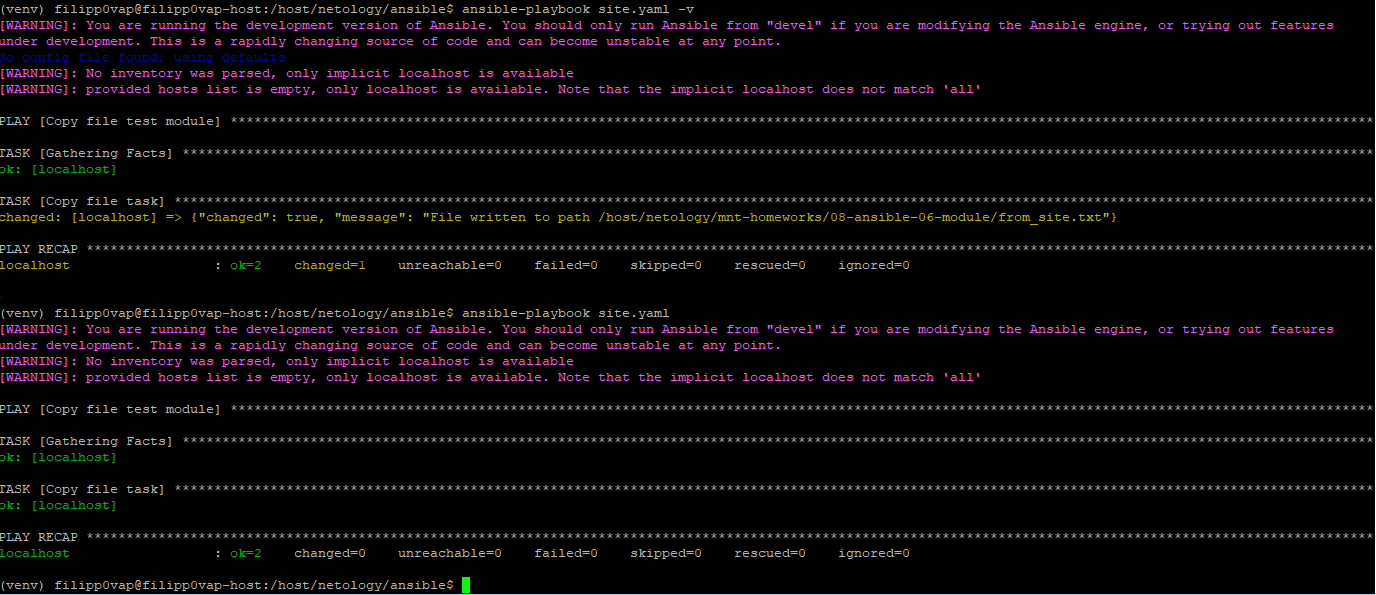 (venv) filipp0vap@filipp0vap-host:/host/netology/ansible$ ansible-playbook site.yaml -v
[WARNING]: You are running the development version of Ansible. You should only run Ansible from "devel" if you are modifying the Ansible engine, or trying out features
under development. This is a rapidly changing source of code and can become unstable at any point.
No config file found; using defaults
[WARNING]: No inventory was parsed, only implicit localhost is available
[WARNING]: provided hosts list is empty, only localhost is available. Note that the implicit localhost does not match 'all'
PLAY [Copy file test module] ***********************************************************************************************************************************************
TASK [Gathering Facts] *****************************************************************************************************************************************************
ok: [localhost]
TASK [Copy file task] ******************************************************************************************************************************************************
changed: [localhost] => {"changed": true, "message": "File written to path /host/netology/mnt-homeworks/08-ansible-06-module/from_site.txt"}
PLAY RECAP *****************************************************************************************************************************************************************
localhost                  : ok=2    changed=1    unreachable=0    failed=0    skipped=0    rescued=0    ignored=0
(venv) filipp0vap@filipp0vap-host:/host/netology/ansible$ ansible-playbook site.yaml
[WARNING]: You are running the development version of Ansible. You should only run Ansible from "devel" if you are modifying the Ansible engine, or trying out features
under development. This is a rapidly changing source of code and can become unstable at any point.
[WARNING]: No inventory was parsed, only implicit localhost is available
[WARNING]: provided hosts list is empty, only localhost is available. Note that the implicit localhost does not match 'all'
PLAY [Copy file test module] ***********************************************************************************************************************************************
TASK [Gathering Facts] *****************************************************************************************************************************************************
ok: [localhost]
TASK [Copy file task] ******************************************************************************************************************************************************
ok: [localhost]
PLAY RECAP *****************************************************************************************************************************************************************
localhost                  : ok=2    changed=0    unreachable=0    failed=0    skipped=0    rescued=0    ignored=0
(venv) filipp0vap@filipp0vap-host:/host/netology/ansible$